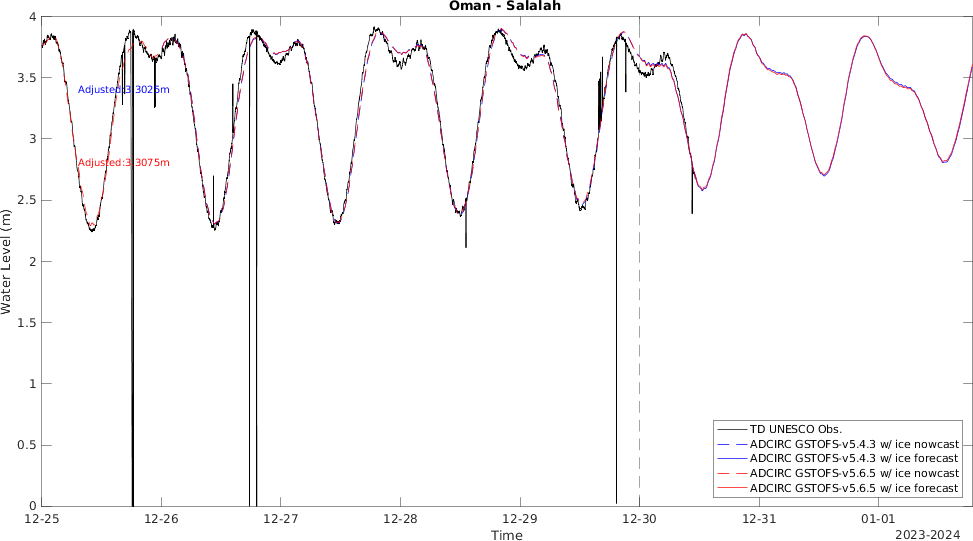 Oman - Salalah
4
3.5
3
2.5
2
1.5
1
0.5
0
Water Level (m)
Adjusted:3.3025m
Adjusted:3.3075m
TD UNESCO Obs.
ADCIRC GSTOFS-v5.4.3 w/ ice nowcast
ADCIRC GSTOFS-v5.4.3 w/ ice forecast
ADCIRC GSTOFS-v5.6.5 w/ ice nowcast
ADCIRC GSTOFS-v5.6.5 w/ ice forecast
12-25 12-26 12-27 12-28 12-29 12-30 12-31 01-01
Time
2023-2024